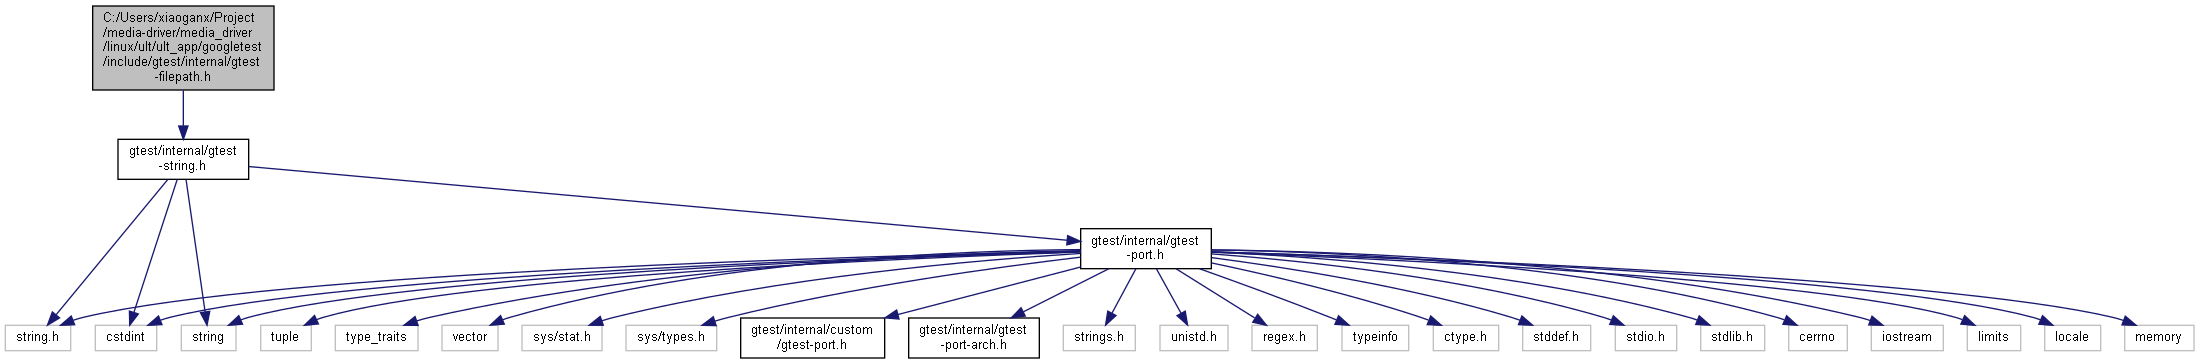 C:/Users/xiaoganx/Project
/media-driver/media_driver
/linux/ult/ult_app/googletest
/include/gtest/internal/gtest
-filepath.h
gtest/internal/gtest
-string.h
gtest/internal/gtest
-port.h
string.h
cstdint
string
tuple
type_traits
vector
sys/stat.h
sys/types.h
gtest/internal/custom
/gtest-port.h
gtest/internal/gtest
-port-arch.h
strings.h
unistd.h
regex.h
typeinfo
ctype.h
stddef.h
stdio.h
stdlib.h
cerrno
iostream
limits
locale
memory